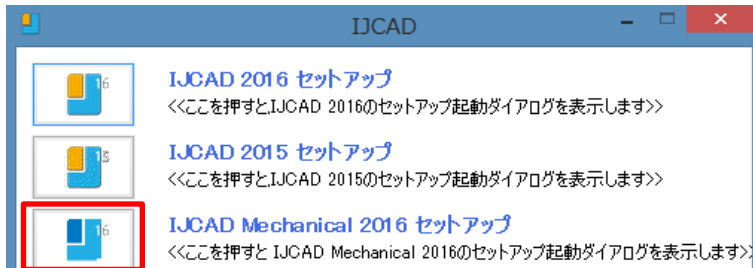 IJCAD
16
IJCAD 2016 セットアップ
<<ここを押すとIJCAD 2016のセットアップ起動ダイアログを表示します>>
15
IJCAD 2015 セットアップ
<<ここを押すとIJCAD 2015のセットアップ起動ダイアログを表示します>>
16
IJCAD Mechanical 2016 セットアップ
<<ここを押すと IJCAD Mechanical 2016のセットアップ起動ダイアログを表示します>>